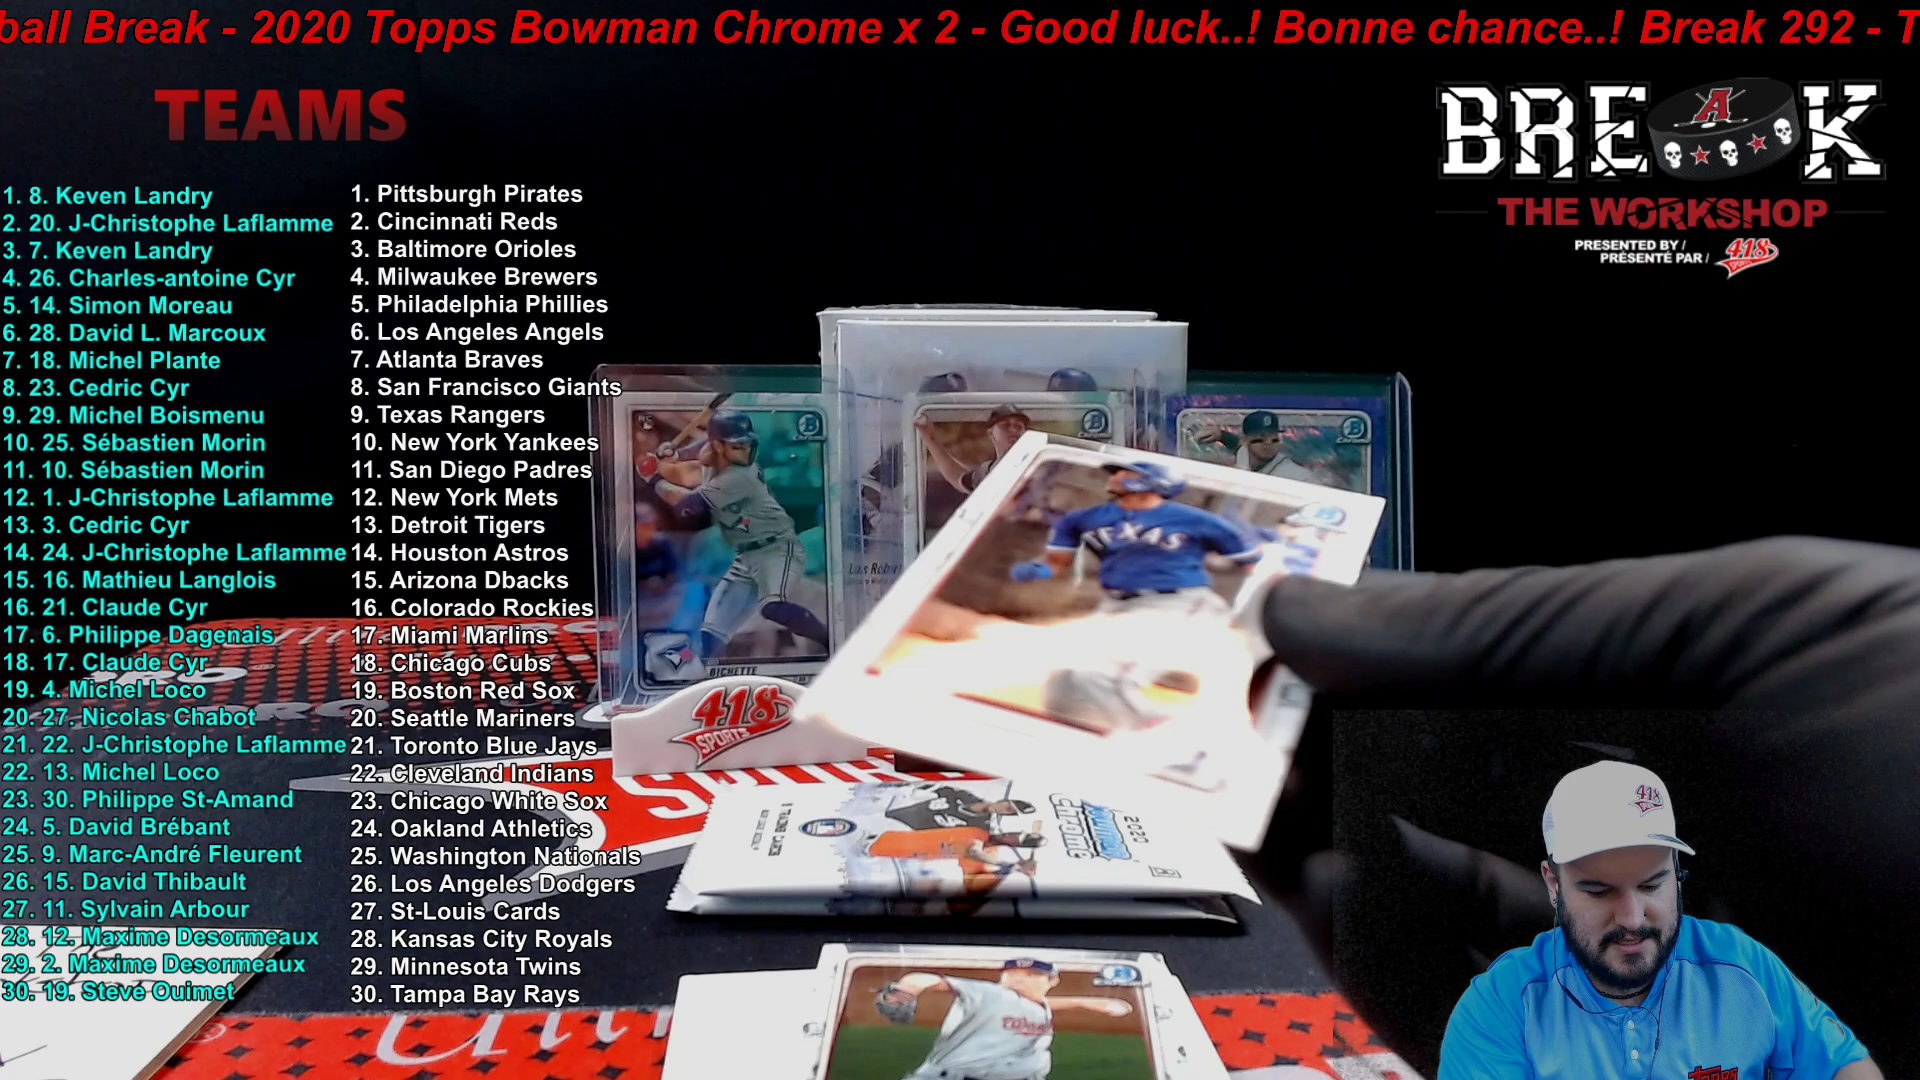 ball Break - 2020 Topps Bowman Chrome x 2 - Good luck..! Bonne chance..! Break 292 - T
TEAMS
BREAK
A
THE WORKSHOP
PRESENTED BY /
PRÉSENTÉ PAR /
418
SPORTS
1. 8. Keven Landry
2. 20. J-Christophe Laflamme
3. 7. Keven Landry
4. 26. Charles-antoine Cyr
5. 14. Simon Moreau
6. 28. David L. Marcoux
7. 18. Michel Plante
8. 23. Cedric Cyr
9. 29. Michel Boismenu
10. 25. Sébastien Morin
11. 10. Sébastien Morin
12. 1. J-Christophe Laflamme
13. 3. Cedric Cyr
14. 24. J-Christophe Laflamme
15. 16. Mathieu Langlois
16. 21. Claude Cyr
17. 6. Philippe Dagenais
18. 17. Claude Cyr
19. 4. Michel Loco
20. 27. Nicolas Chabot
21. 22. J-Christophe Laflamme
22. 13. Michel Loco
23. 30. Philippe St-Amand
24. 5. David Brébant
25. 9. Marc-André Fleurent
26. 15. David Thibault
27. 11. Sylvain Arbour
28. 12. Maxime Desormeaux
29. 2. Maxime Desormeaux
30. 19. Steve Ouimet
1. Pittsburgh Pirates
2. Cincinnati Reds
3. Baltimore Orioles
4. Milwaukee Brewers
5. Philadelphia Phillies
6. Los Angeles Angels
7. Atlanta Braves
8. San Francisco Giants
9. Texas Rangers
10. New York Yankees
11. San Diego Padres
12. New York Mets
13. Detroit Tigers
14. Houston Astros
15. Arizona Dbacks
16. Colorado Rockies
17. Miami Marlins
18. Chicago Cubs
19. Boston Red Sox
20. Seattle Mariners
21. Toronto Blue Jays
22. Cleveland Indians
23. Chicago White Sox
24. Oakland Athletics
25. Washington Nationals
26. Los Angeles Dodgers
27. St-Louis Cards
28. Kansas City Royals
29. Minnesota Twins
30. Tampa Bay Rays
BICHETTE
TEXAS
418
SPORTS
2020
BOWMAN
CHROME
418